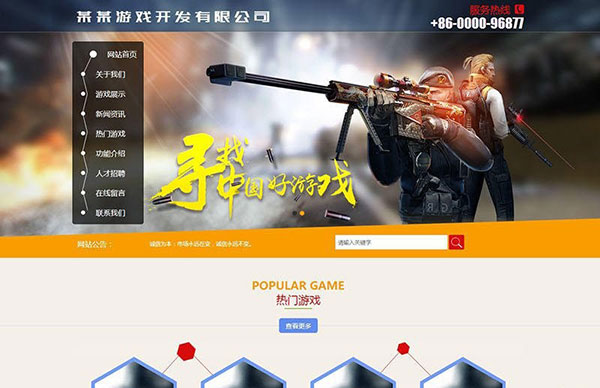 某某游戏开发有限公司
服务热线
+86-0000-96877
网站首页
关于我们
游戏展示
新闻资讯
热门游戏
功能介绍
人才招聘
在线留言
联系我们
寻找
中国好游戏
网站公告:
诚信为本:市场永远在变,诚信永远不变。
请输入关键字
POPULAR GAME
热门游戏
查看更多